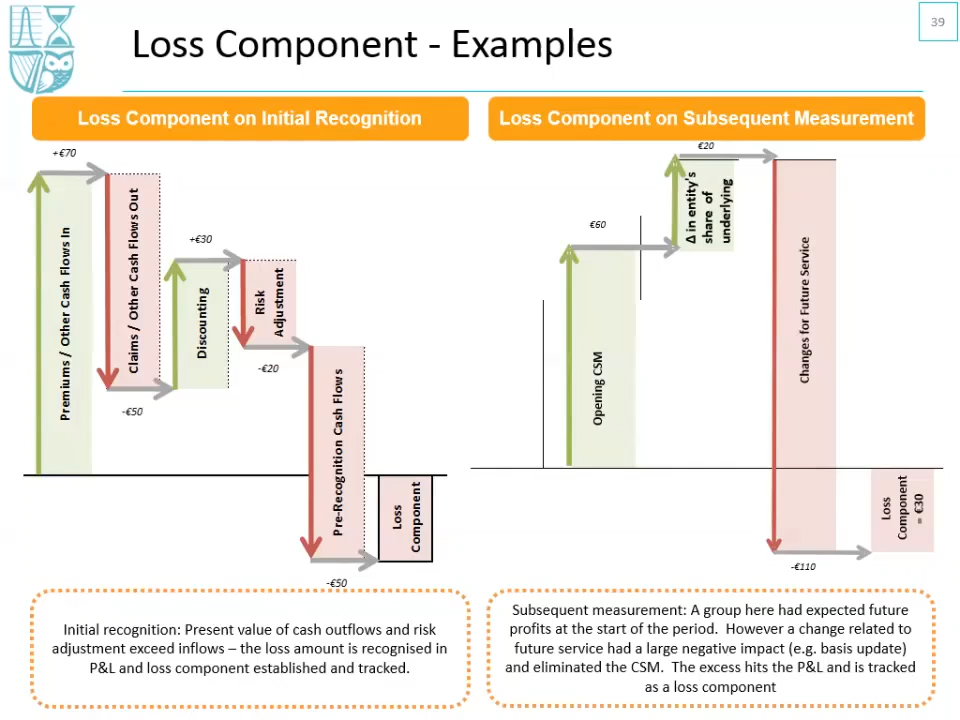 39
Loss Component - Examples
Loss Component on Initial Recognition
+€70
Premiums / Other Cash Flows In
Claims / Other Cash Flows Out
-€50
+€30
Discounting
Risk
Adjustment
-€20
Pre-Recognition Cash Flows
-€50
Loss
Component
Initial recognition: Present value of cash outflows and risk
adjustment exceed inflows – the loss amount is recognised in
P&L and loss component established and tracked.
Loss Component on Subsequent Measurement
€60
Opening CSM
€20
Δ in entity's
share of
underlying
Changes for Future Service
-€110
Loss
Component
= €30
Subsequent measurement: A group here had expected future
profits at the start of the period. However a change related to
future service had a large negative impact (e.g. basis update)
and eliminated the CSM. The excess hits the P&L and is tracked
as a loss component